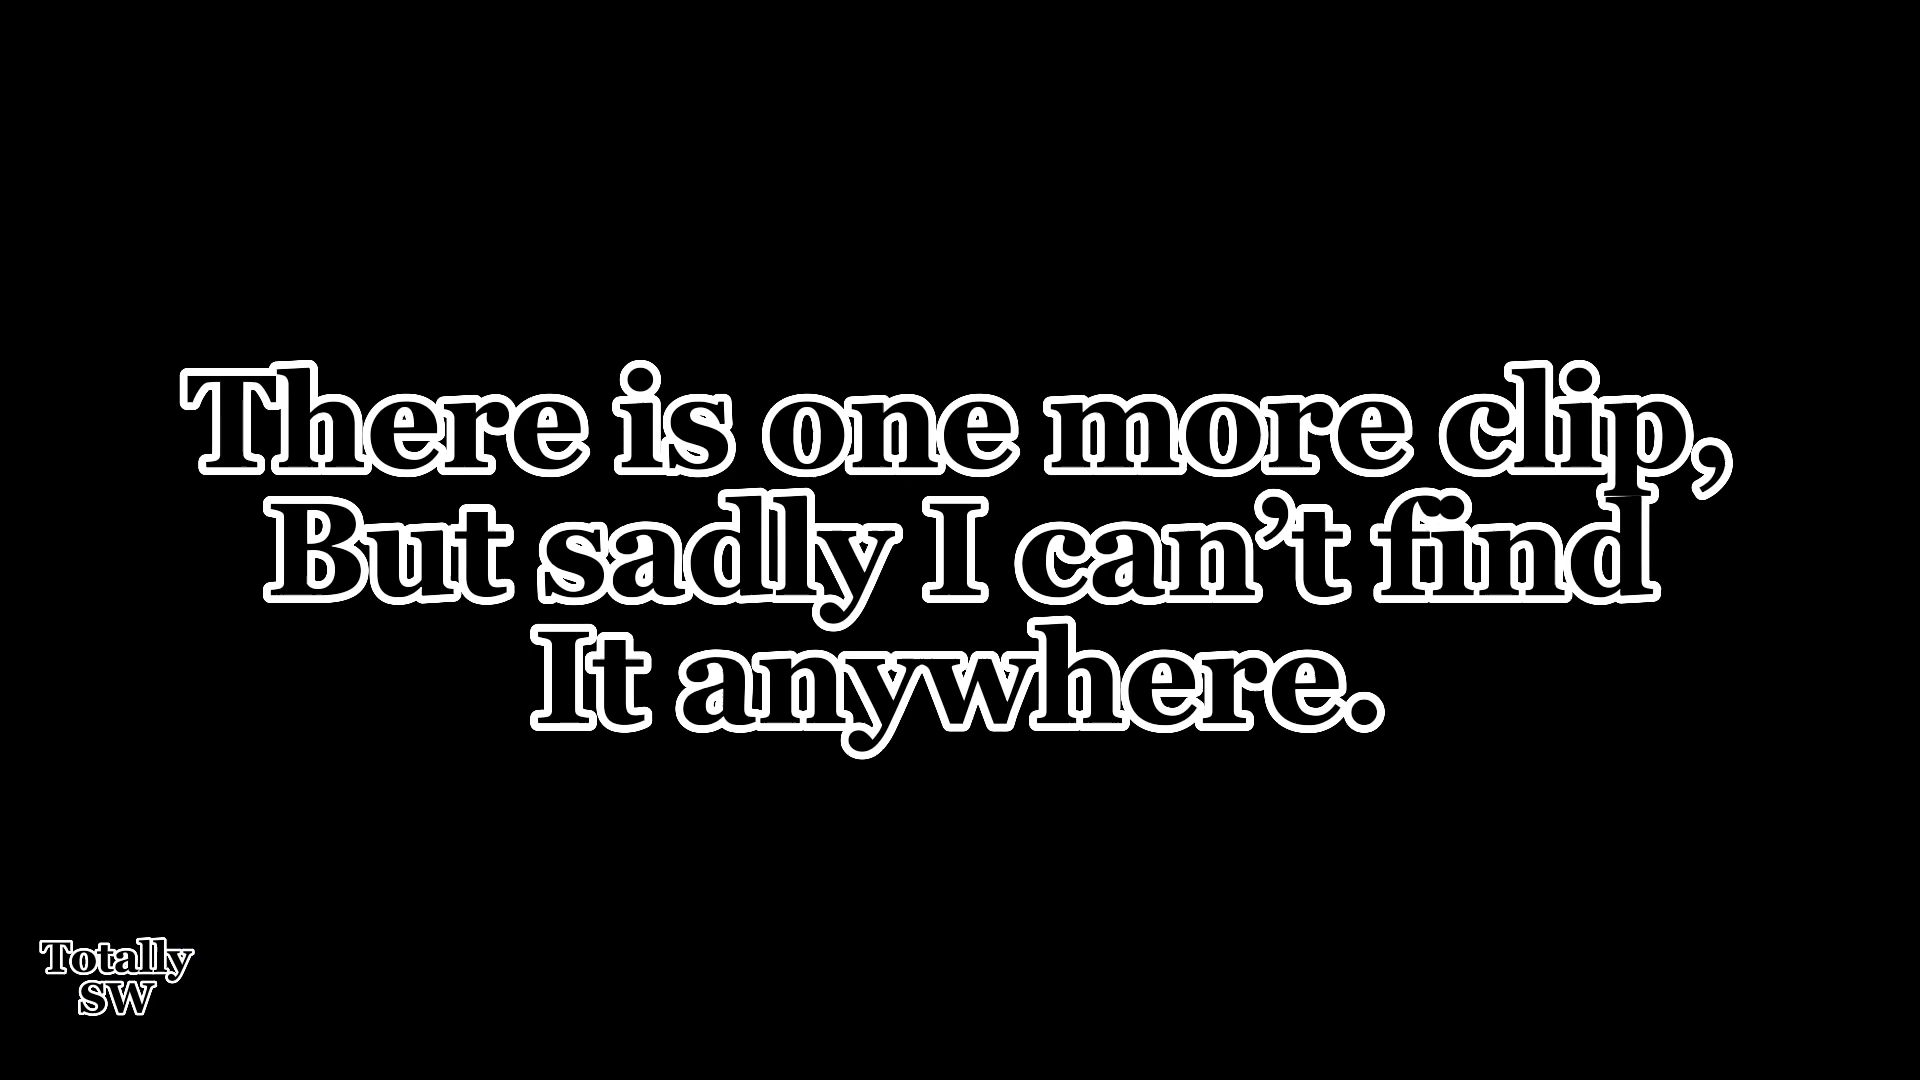 There is one more clip,
But sadly I can’t find
It anywhere.
Totally
SW